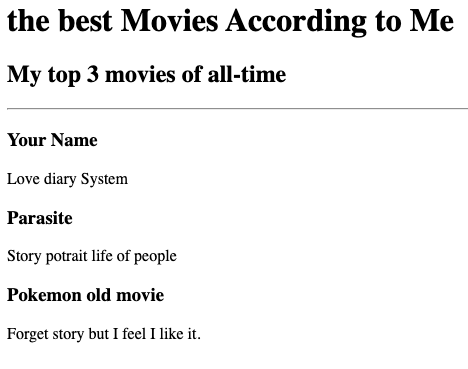 the best Movies According to Me
My top 3 movies of all-time
Your Name
Love diary System
Parasite
Story potrait life of people
Pokemon old movie
Forget story but I feel I like it.